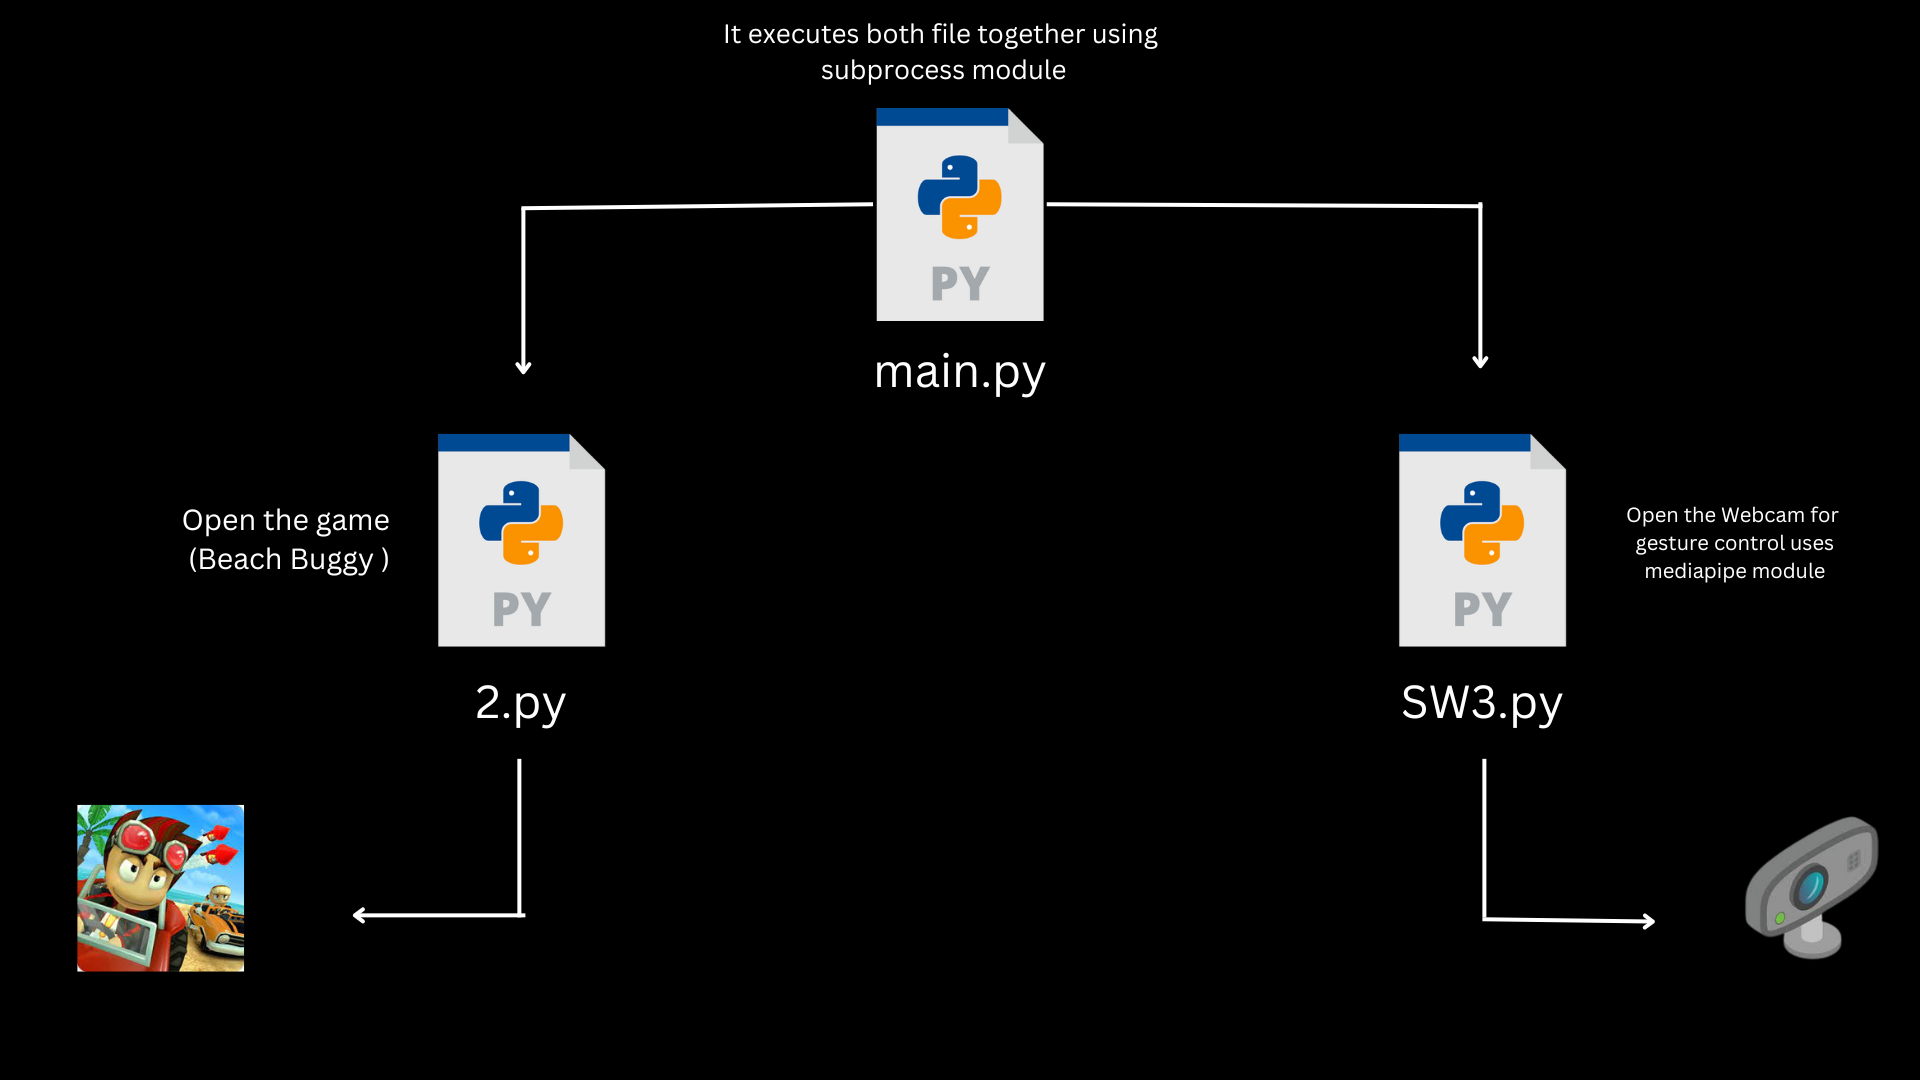 It executes both file together using
subprocess module
PY
main.py
Open the game
(Beach Buggy )
PY
2.py
PY
Open the Webcam for
gesture control uses
mediapipe module
SW3.py